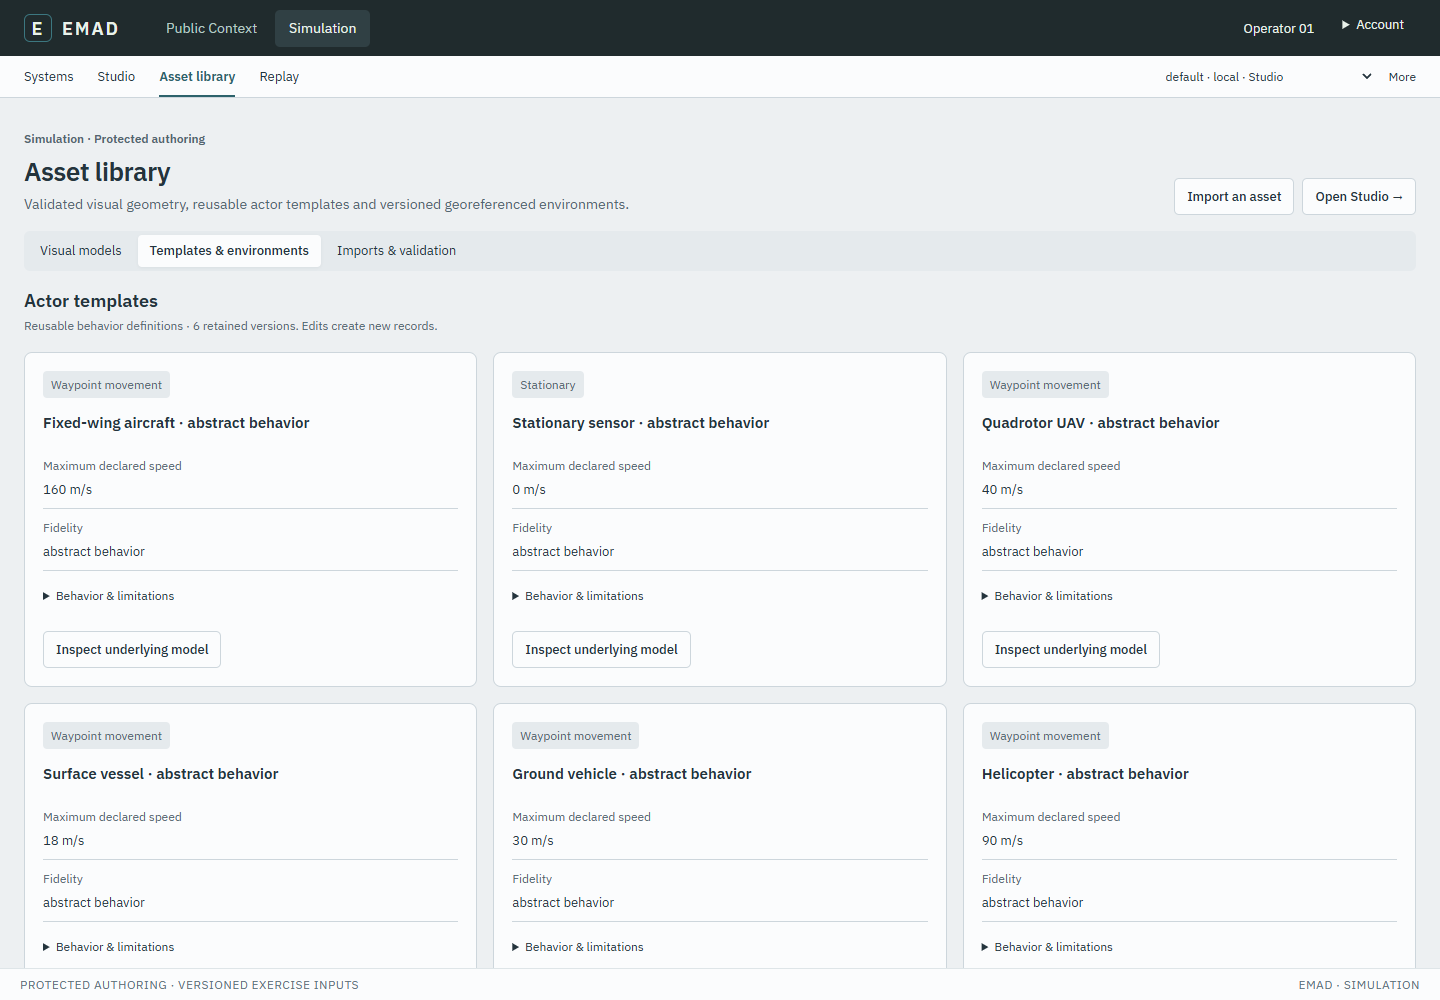 E EMAD Public Context Simulation Operator 01 Account
Systems Studio Asset library Replay default · local · Studio More
Simulation · Protected authoring
Asset library
Validated visual geometry, reusable actor templates and versioned georeferenced environments.
Import an asset Open Studio →
Visual models Templates & environments Imports & validation
Actor templates
Reusable behavior definitions · 6 retained versions. Edits create new records.
Waypoint movement
Fixed-wing aircraft · abstract behavior
Maximum declared speed
160 m/s
Fidelity
abstract behavior
Behavior & limitations
Inspect underlying model
Stationary
Stationary sensor · abstract behavior
Maximum declared speed
0 m/s
Fidelity
abstract behavior
Behavior & limitations
Inspect underlying model
Waypoint movement
Quadrotor UAV · abstract behavior
Maximum declared speed
40 m/s
Fidelity
abstract behavior
Behavior & limitations
Inspect underlying model
Waypoint movement
Surface vessel · abstract behavior
Maximum declared speed
18 m/s
Fidelity
abstract behavior
Behavior & limitations
Waypoint movement
Ground vehicle · abstract behavior
Maximum declared speed
30 m/s
Fidelity
abstract behavior
Behavior & limitations
Waypoint movement
Helicopter · abstract behavior
Maximum declared speed
90 m/s
Fidelity
abstract behavior
Behavior & limitations
PROTECTED AUTHORING · VERSIONED EXERCISE INPUTS EMAD · SIMULATION